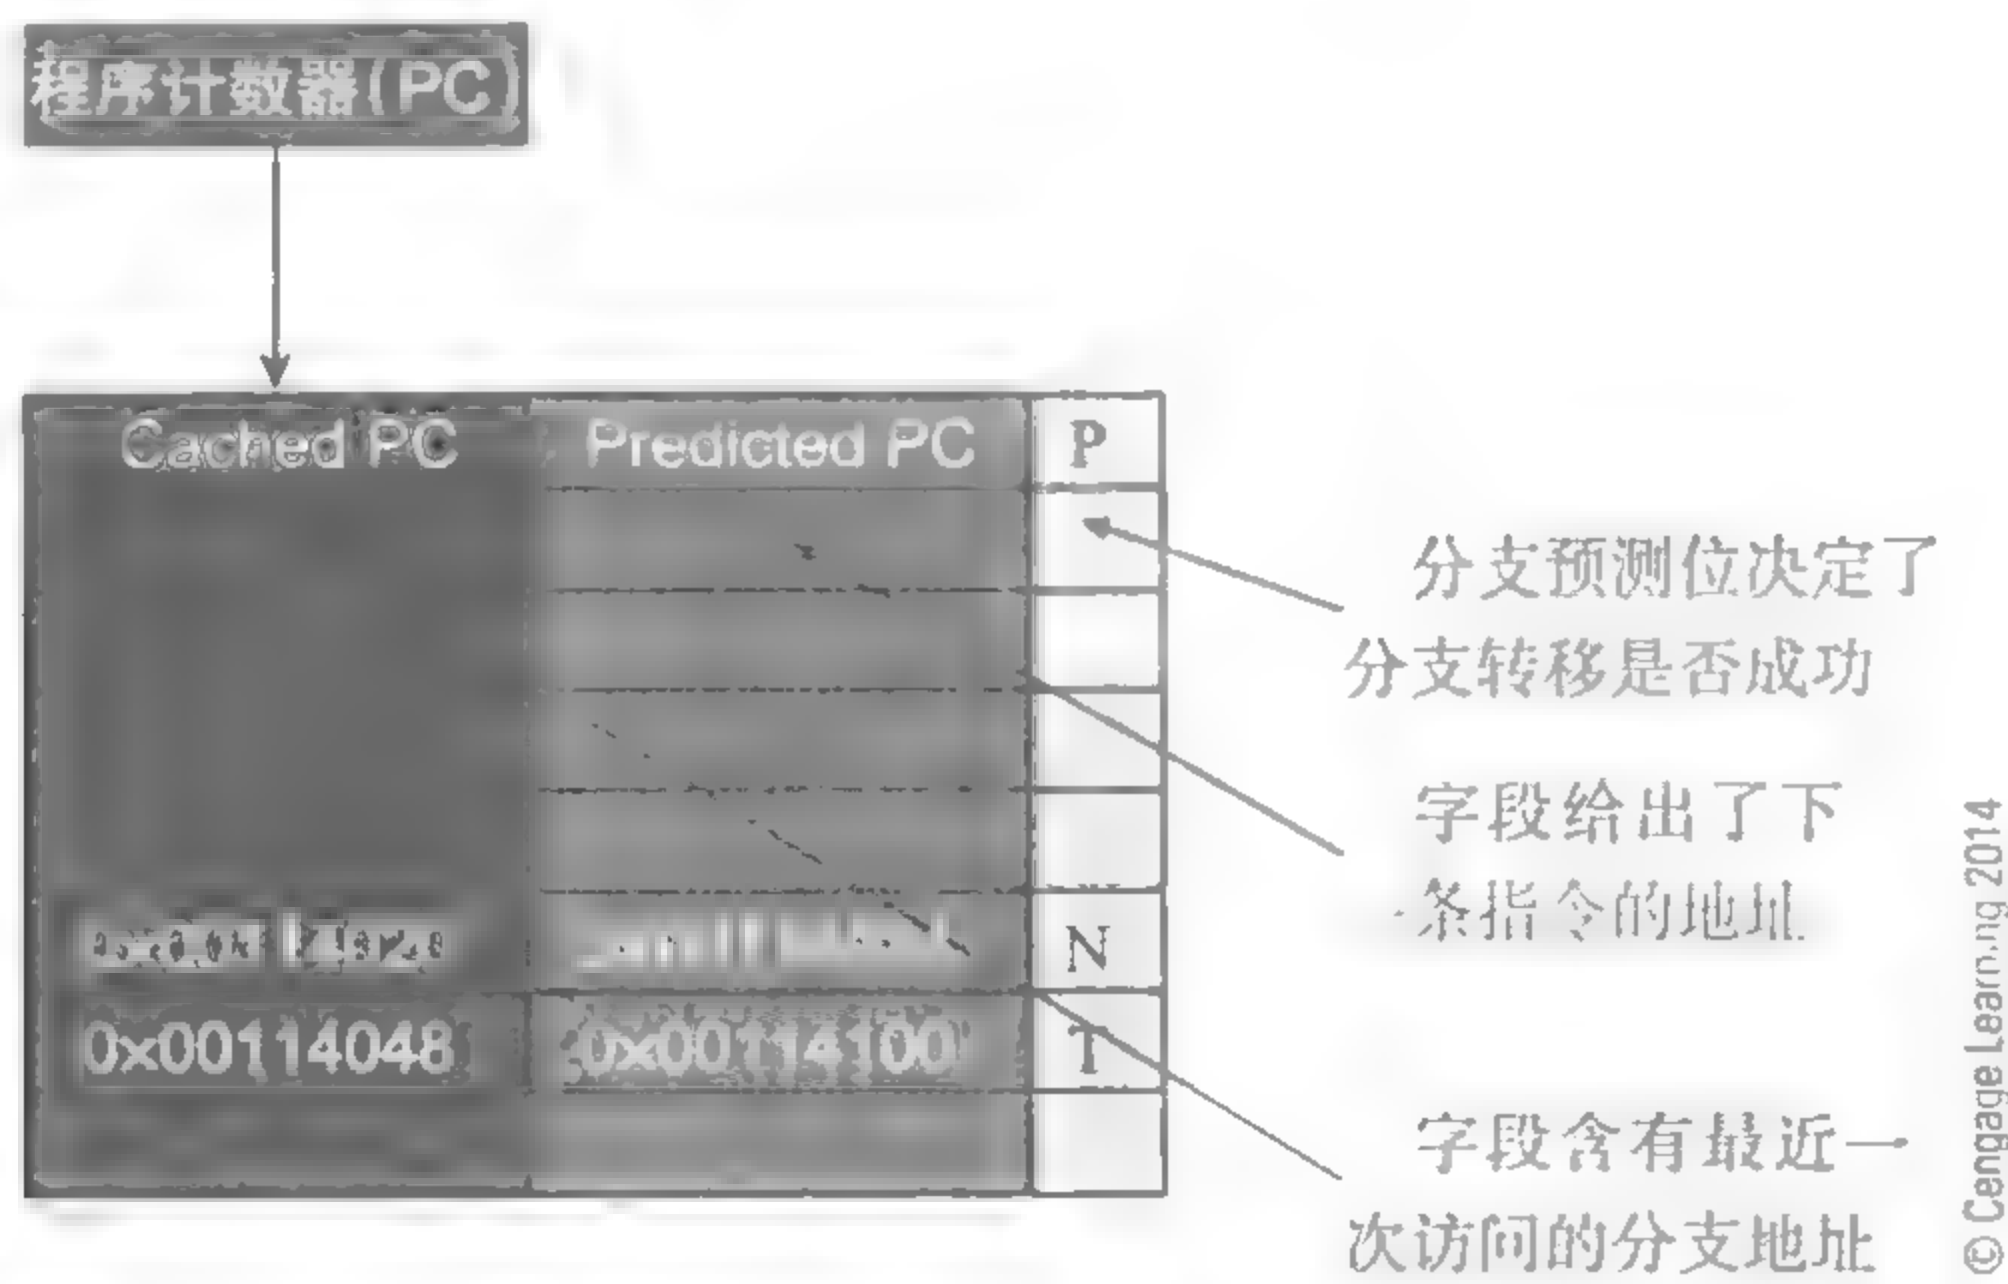 程序计数器(PC)
Cached PC Predicted PC P
分支预测位决定了
分支转移是否成功
字段给出了下
条指令的地址
N
0x00114048 0x00114100 T
字段含有最近一
次访问的分支地址
© Cengage Learning 2014